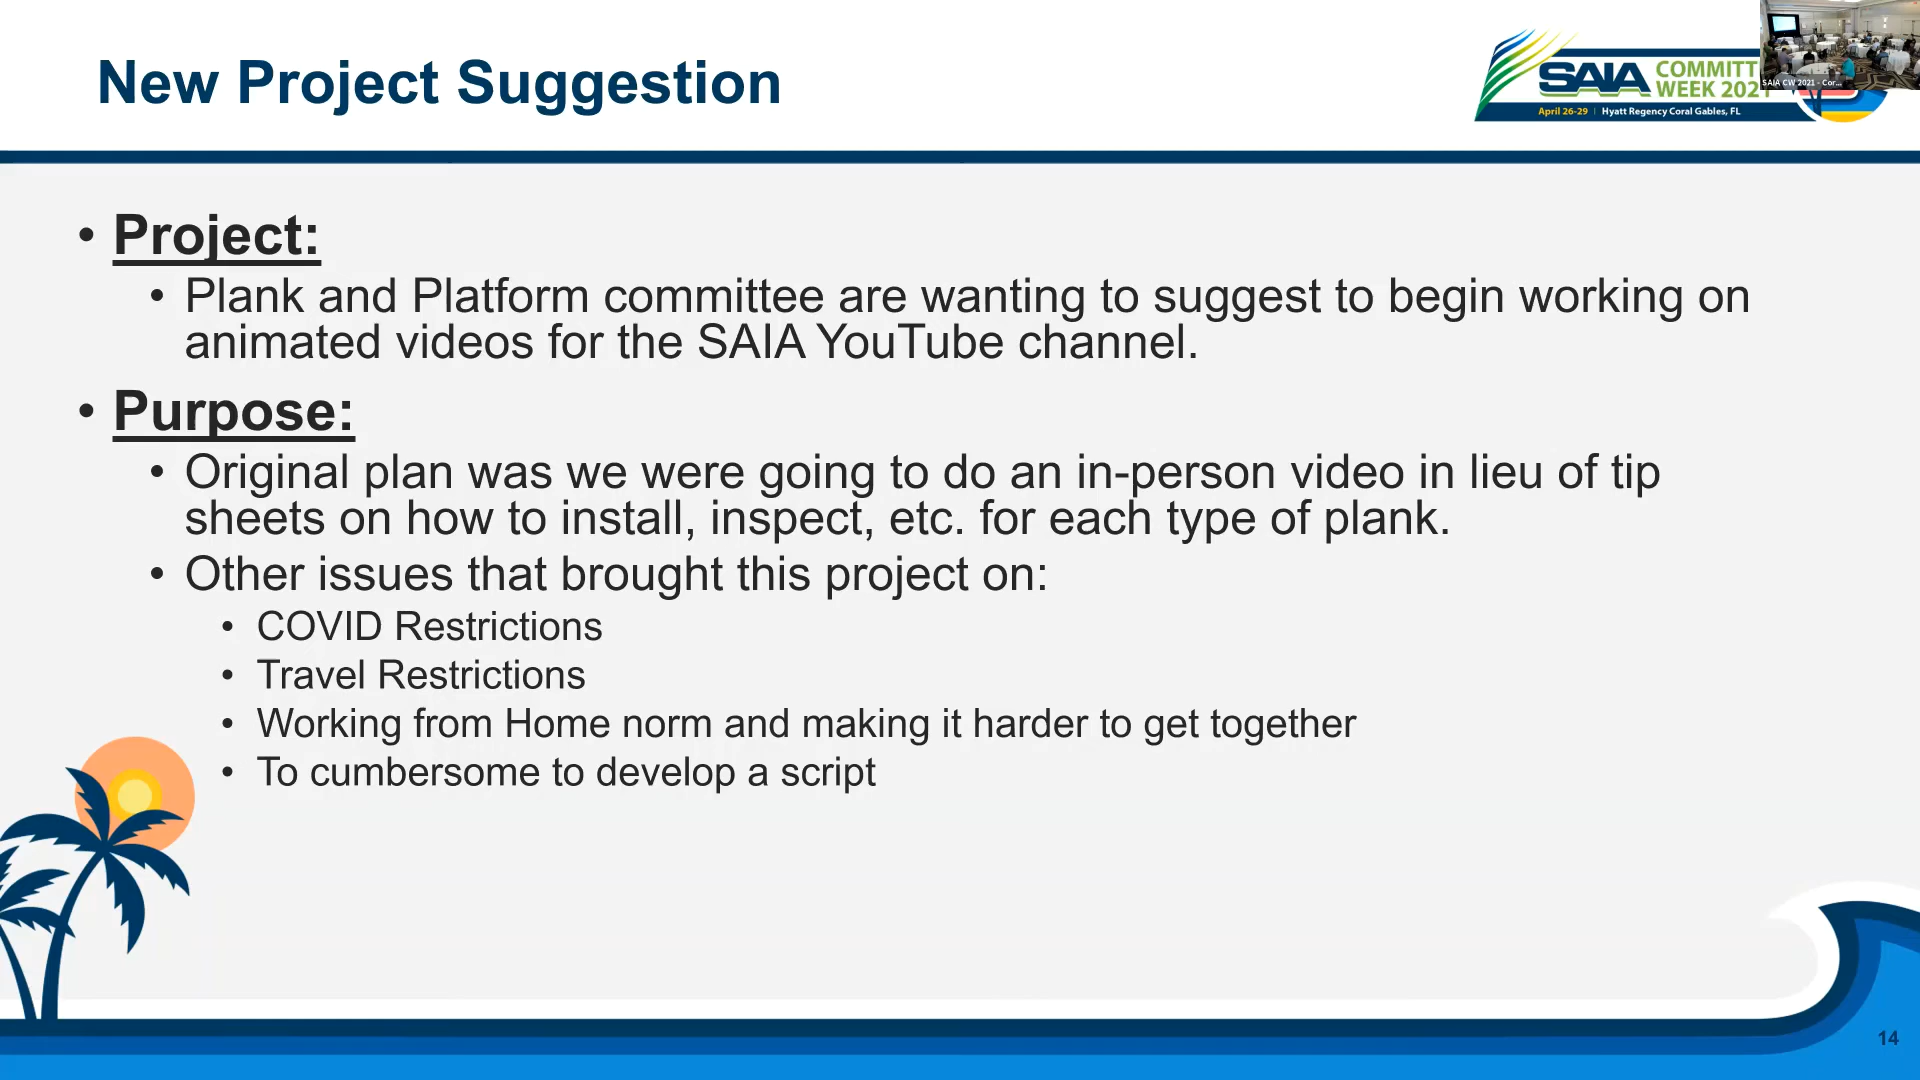 New Project Suggestion
SAIA COMMITT
WEEK 2021
April 26-29 | Hyatt Regency Coral Gables, FL
SAIA CW 2021 - Cor...
• Project:
• Plank and Platform committee are wanting to suggest to begin working on
animated videos for the SAIA YouTube channel.
• Purpose:
• Original plan was we were going to do an in-person video in lieu of tip
sheets on how to install, inspect, etc. for each type of plank.
• Other issues that brought this project on:
• COVID Restrictions
• Travel Restrictions
• Working from Home norm and making it harder to get together
• To cumbersome to develop a script
14